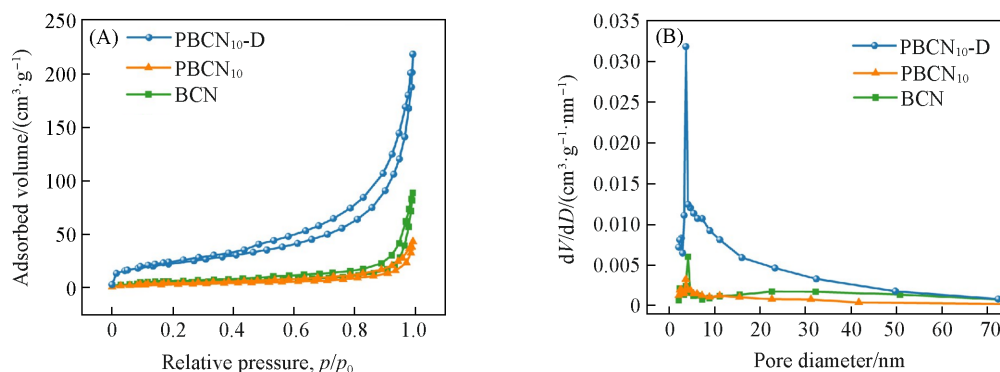 (A)
PBCN₁₀-D
PBCN₁₀
BCN
Adsorbed volume/(cm³·g⁻¹)
250
200
150
100
50
0
0 0.2 0.4 0.6 0.8 1.0
Relative pressure, p/p₀
(B)
PBCN₁₀-D
PBCN₁₀
BCN
dV/dD/(cm³·g⁻¹·nm⁻¹)
0.035
0.030
0.025
0.020
0.015
0.010
0.005
0
0 10 20 30 40 50 60 70
Pore diameter/nm